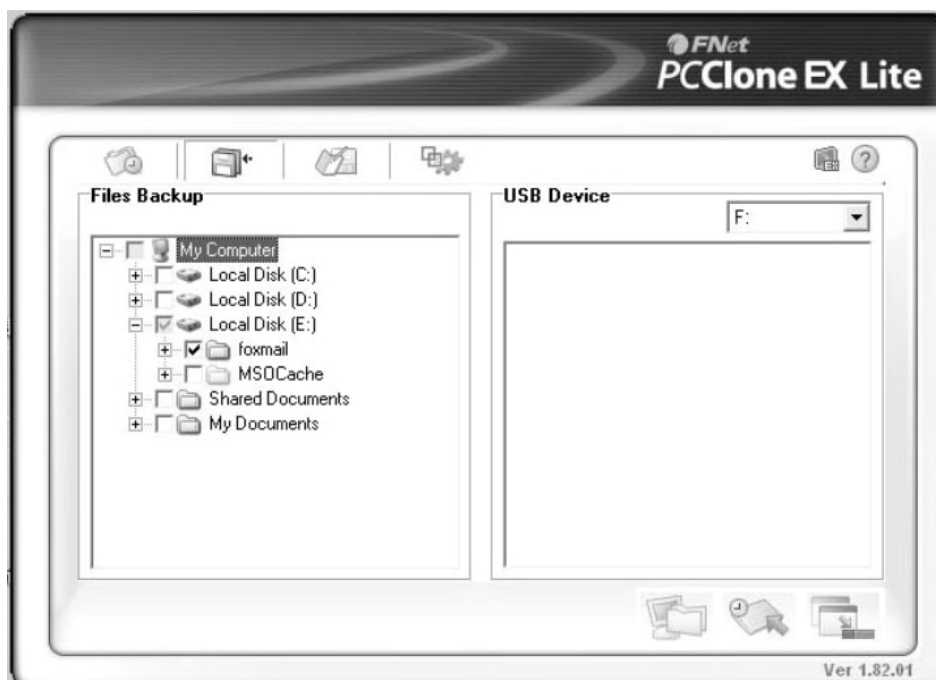 FNet
PCClone EX Lite
Files Backup
USB Device
F:
EX
?
My Computer
Local Disk (C:)
Local Disk (D:)
Local Disk (E:)
foxmail
MSOCache
Shared Documents
My Documents
Ver 1.82.01